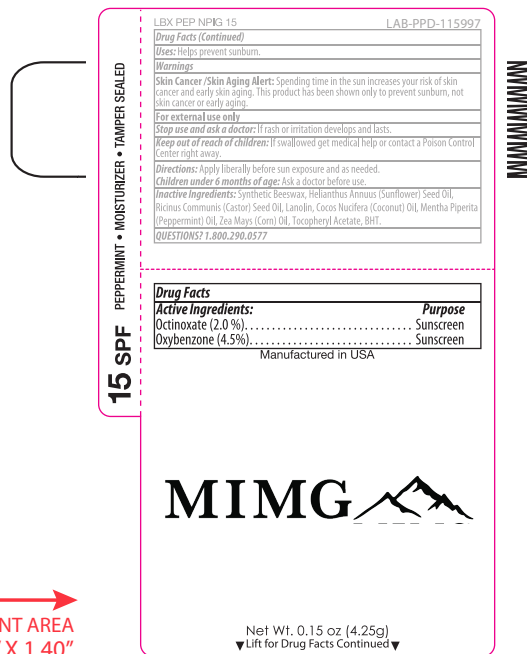 LBX PEP NPIG 15
LAB-PPD-115997
Drug Facts (Continued)
Uses: Helps prevent sunburn.
Warnings
Skin Cancer /Skin Aging Alert: Spending time in the sun increases your risk of skin
cancer and early skin aging. This product has been shown only to prevent sunburn, not
skin cancer or early aging.
For external use only
Stop use and ask a doctor: If rash or irritation develops and lasts.
Keep out of reach of children: If swallowed get medical help or contact a Poison Control
Center right away.
Directions: Apply liberally before sun exposure and as needed.
Children under 6 months of age: Ask a doctor before use.
Inactive Ingredients: Synthetic Beeswax, Helianthus Annuus (Sunflower) Seed Oil,
Ricinus Communis (Castor) Seed Oil, Lanolin, Cocos Nucifera (Coconut) Oil, Mentha Piperita
(Peppermint) Oil, Zea Mays (Corn) Oil, Tocopheryl Acetate, BHT.
QUESTIONS? 1.800.290.0577
15 SPF PEPPERMINT • MOISTURIZER • TAMPER SEALED
Drug Facts
Active Ingredients: Purpose
Octinoxate (2.0 %). . . . . . . . . . . . . . . . . . . . . . . . . . . . . . Sunscreen
Oxybenzone (4.5%). . . . . . . . . . . . . . . . . . . . . . . . . . . . . Sunscreen
Manufactured in USA
MIMG
NT AREA
X 1.40"
Net Wt. 0.15 oz (4.25g)
▼Lift for Drug Facts Continued▼